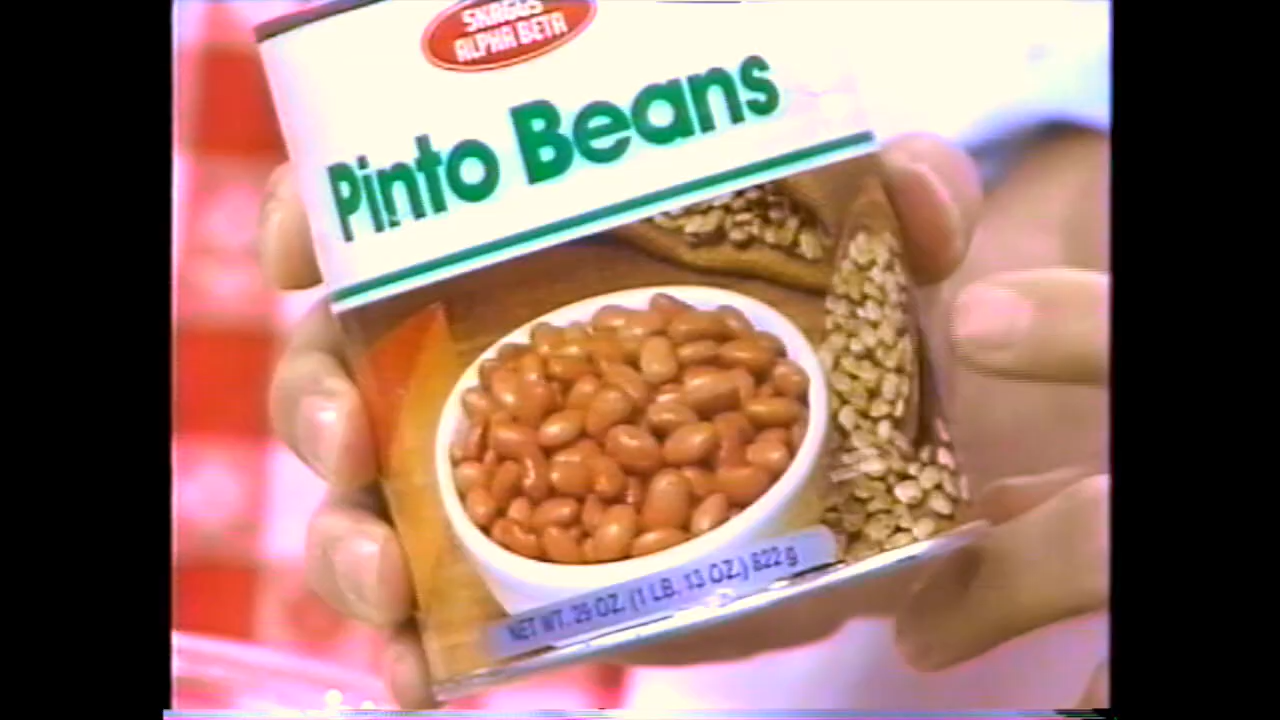 SKAGGS
ALPHA BETA
Pinto Beans
NET WT. 29 OZ. (1 LB. 13 OZ.) 822 g